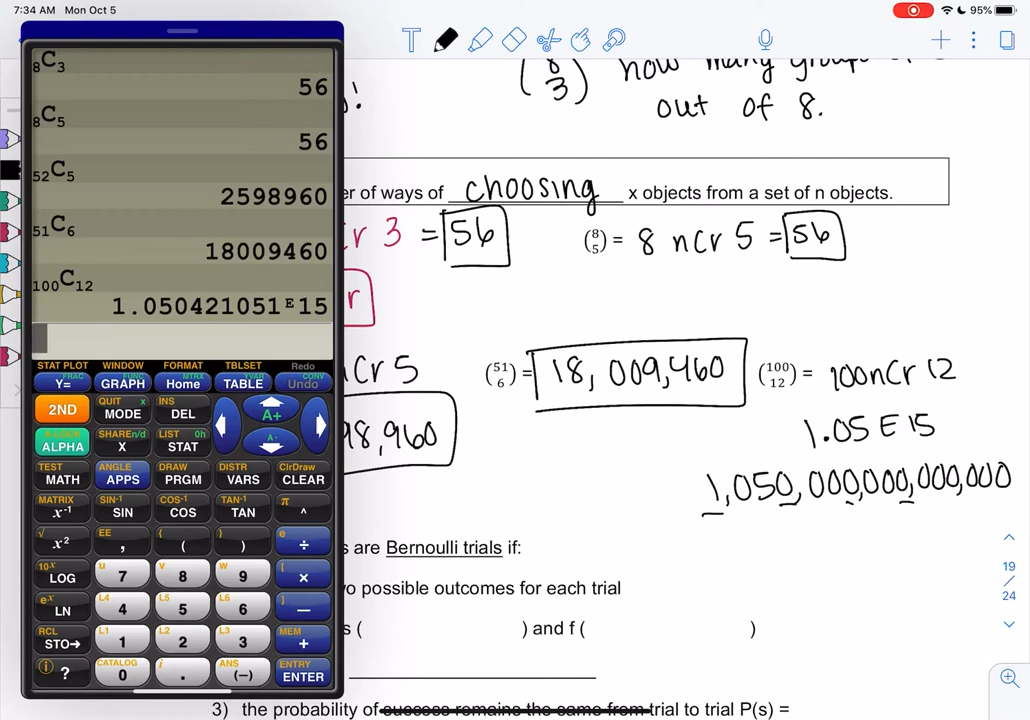 7:34 AM Mon Oct 5
95%
T
8C3
56
8C5
56
52C5
2598960
51C6
18009460
100C12
1.050421051ᴱ15
(8 3) how many
out of 8.
er of ways of choosing x objects from a set of n objects.
Cr 3 = 56
(8 5) = 8 nCr 5 = 56
r
nCr 5
98,960
(51 6) = 18,009,460
(100 12) = 100nCr 12
1.05 E 15
1,050,000,000,000,000
s are Bernoulli trials if:
wo possible outcomes for each trial
s ( ) and f ( )
3) the probability of success remains the same from trial to trial P(s) =
19
24
STAT PLOT WINDOW FORMAT TBLSET Redo
Y= GRAPH Home TABLE Undo
2ND QUIT x INS
MODE DEL A+
ALPHA SHARE n/d LIST 0h
X STAT A-
TEST ANGLE DRAW DISTR ClrDraw
MATH APPS PRGM VARS CLEAR
MATRIX SIN⁻¹ COS⁻¹ TAN⁻¹ π
x⁻¹ SIN COS TAN ^
√ EE { } e
x² , ( ) ÷
10ˣ u v w [
LOG 7 8 9 ×
eˣ L4 L5 L6 ]
LN 4 5 6 —
RCL L1 L2 L3 MEM
STO→ 1 2 3 +
CATALOG i ANS ENTRY
? 0 . (−) ENTER